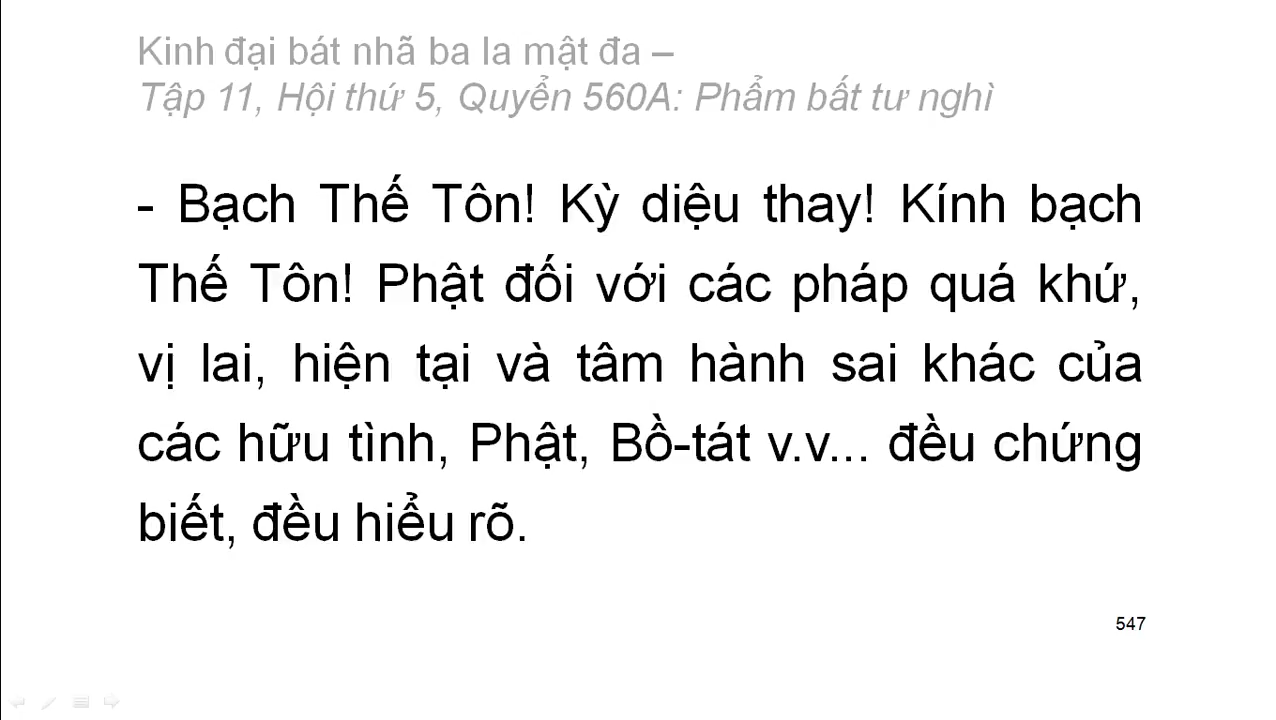 Kinh đại bát nhã ba la mật đa –
Tập 11, Hội thứ 5, Quyển 560A: Phẩm bất tư nghì
- Bạch Thế Tôn! Kỳ diệu thay! Kính bạch
Thế Tôn! Phật đối với các pháp quá khứ,
vị lai, hiện tại và tâm hành sai khác của
các hữu tình, Phật, Bồ-tát v.v... đều chứng
biết, đều hiểu rõ.
547